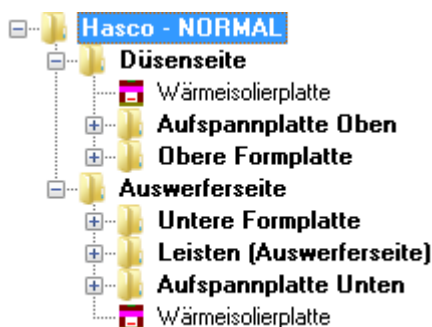 Hasco - NORMAL
Düsenseite
Wärmeisolierplatte
Aufspannplatte Oben
Obere Formplatte
Auswerferseite
Untere Formplatte
Leisten (Auswerferseite)
Aufspannplatte Unten
Wärmeisolierplatte